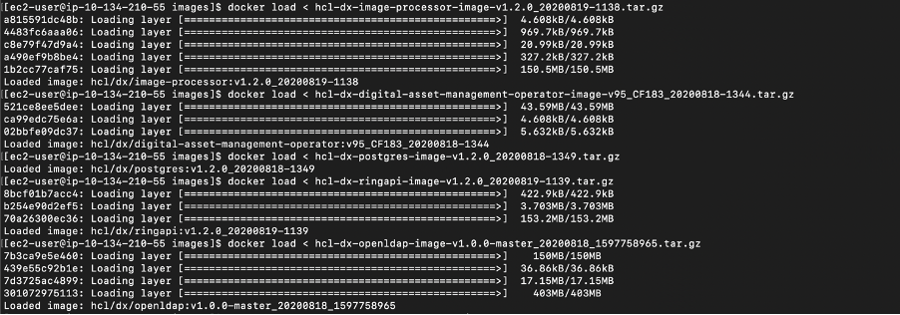 [ec2-user@ip-10-134-210-55 images]$ docker load < hcl-dx-image-processor-image-v1.2.0_20200819-1138.tar.gz
a815591dc48b: Loading layer [==================================================>]  4.608kB/4.608kB
4483fc6aaa06: Loading layer [==================================================>]  969.7kB/969.7kB
c8e79f47d9a4: Loading layer [==================================================>]  20.99kB/20.99kB
a490ef9b8be4: Loading layer [==================================================>]  327.2kB/327.2kB
1b2cc77caf75: Loading layer [==================================================>]  150.5MB/150.5MB
Loaded image: hcl/dx/image-processor:v1.2.0_20200819-1138
[ec2-user@ip-10-134-210-55 images]$ docker load < hcl-dx-digital-asset-management-operator-image-v95_CF183_20200818-1344.tar.gz
521ce8ee5dee: Loading layer [==================================================>]  43.59MB/43.59MB
ca99edc75e6a: Loading layer [==================================================>]  4.608kB/4.608kB
02bbfe09dc37: Loading layer [==================================================>]  5.632kB/5.632kB
Loaded image: hcl/dx/digital-asset-management-operator:v95_CF183_20200818-1344
[ec2-user@ip-10-134-210-55 images]$ docker load < hcl-dx-postgres-image-v1.2.0_20200818-1349.tar.gz
Loaded image: hcl/dx/postgres:v1.2.0_20200818-1349
[ec2-user@ip-10-134-210-55 images]$ docker load < hcl-dx-ringapi-image-v1.2.0_20200819-1139.tar.gz
8bcf01b7acc4: Loading layer [==================================================>]  422.9kB/422.9kB
b254e90d2ef5: Loading layer [==================================================>]  3.703MB/3.703MB
70a26300ec36: Loading layer [==================================================>]  153.2MB/153.2MB
Loaded image: hcl/dx/ringapi:v1.2.0_20200819-1139
[ec2-user@ip-10-134-210-55 images]$ docker load < hcl-dx-openldap-image-v1.0.0-master_20200818_1597758965.tar.gz
7b3ca9e5e460: Loading layer [==================================================>]  150MB/150MB
439e55c92b1e: Loading layer [==================================================>]  36.86kB/36.86kB
7d3725ac4899: Loading layer [==================================================>]  17.15MB/17.15MB
301072975113: Loading layer [==================================================>]  403MB/403MB
Loaded image: hcl/dx/openldap:v1.0.0-master_20200818_1597758965